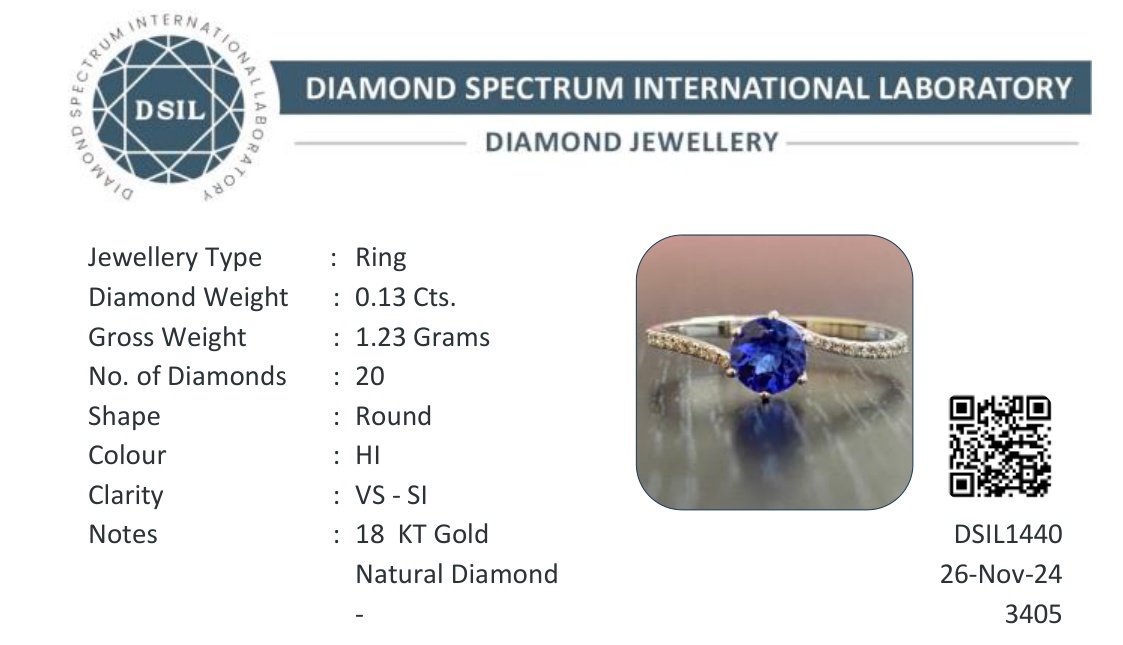 DIAMOND SPECTRUM INTERNATIONAL LABORATORY
DSIL
DIAMOND SPECTRUM INTERNATIONAL LABORATORY
DIAMOND JEWELLERY
Jewellery Type : Ring
Diamond Weight : 0.13 Cts.
Gross Weight : 1.23 Grams
No. of Diamonds : 20
Shape : Round
Colour : HI
Clarity : VS - SI
Notes : 18 KT Gold
Natural Diamond
-
DSIL1440
26-Nov-24
3405